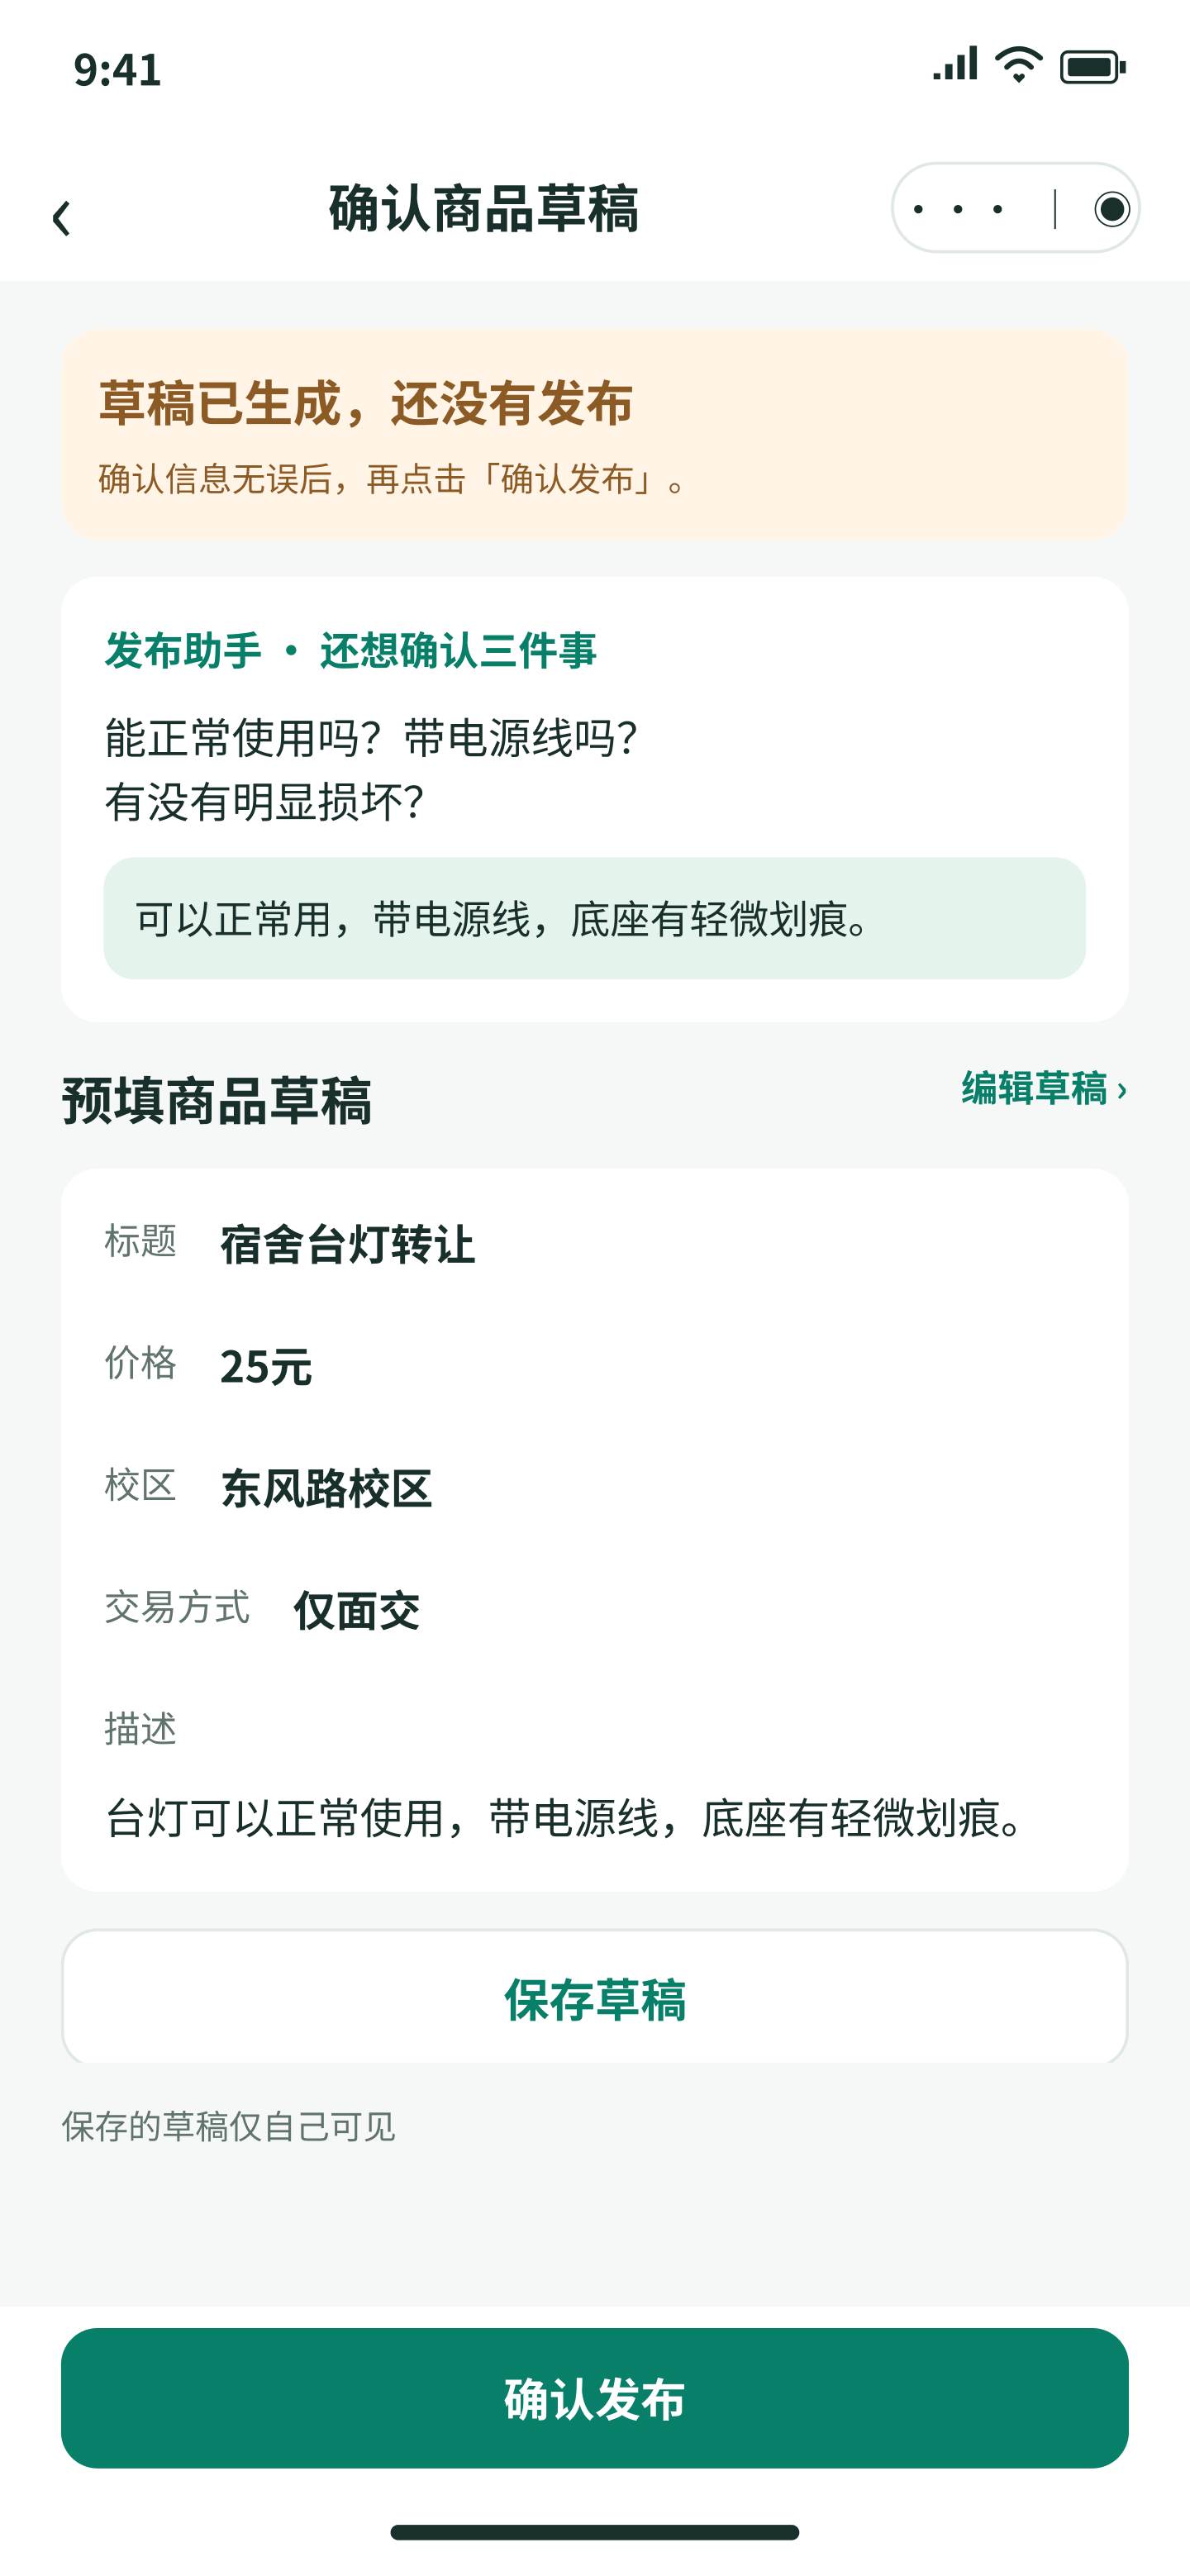 9:41
确认商品草稿
草稿已生成，还没有发布
确认信息无误后，再点击「确认发布」。
发布助手 · 还想确认三件事
能正常使用吗？带电源线吗？
有没有明显损坏？
可以正常用，带电源线，底座有轻微划痕。
预填商品草稿
编辑草稿 ›
标题 宿舍台灯转让
价格 25元
校区 东风路校区
交易方式 仅面交
描述
台灯可以正常使用，带电源线，底座有轻微划痕。
保存草稿
保存的草稿仅自己可见
确认发布